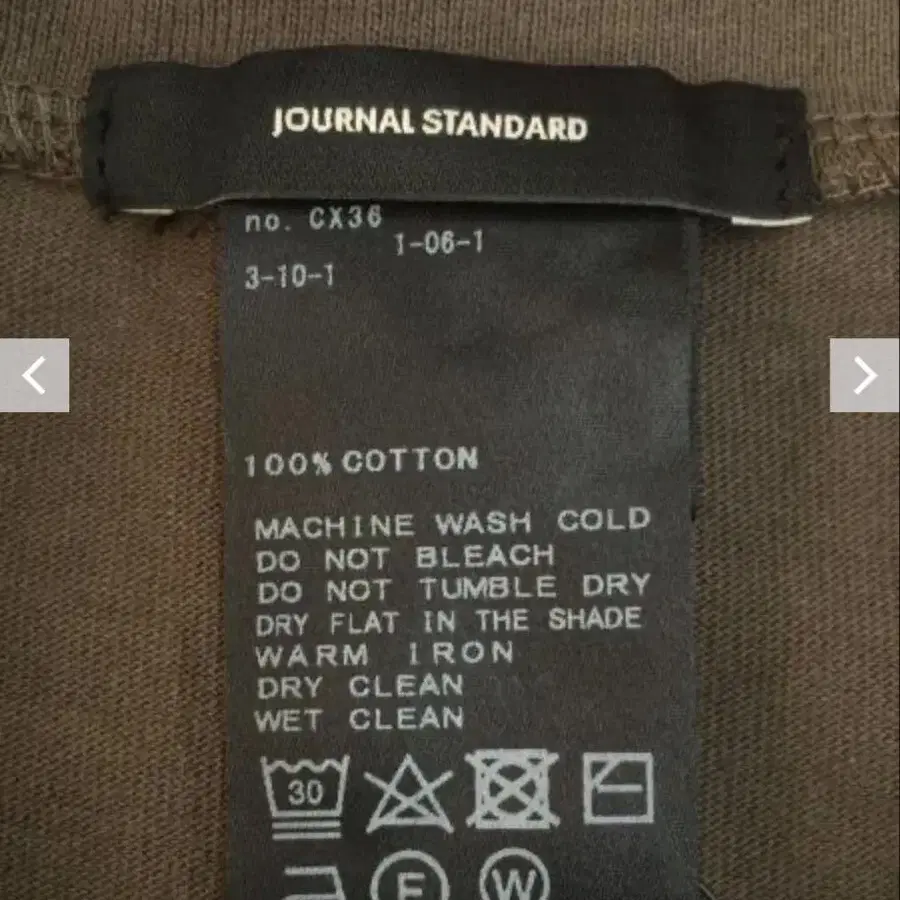 JOURNAL STANDARD
no. CX36
1-06-1
3-10-1
100% COTTON
MACHINE WASH COLD
DO NOT BLEACH
DO NOT TUMBLE DRY
DRY FLAT IN THE SHADE
WARM IRON
DRY CLEAN
WET CLEAN
30
F W